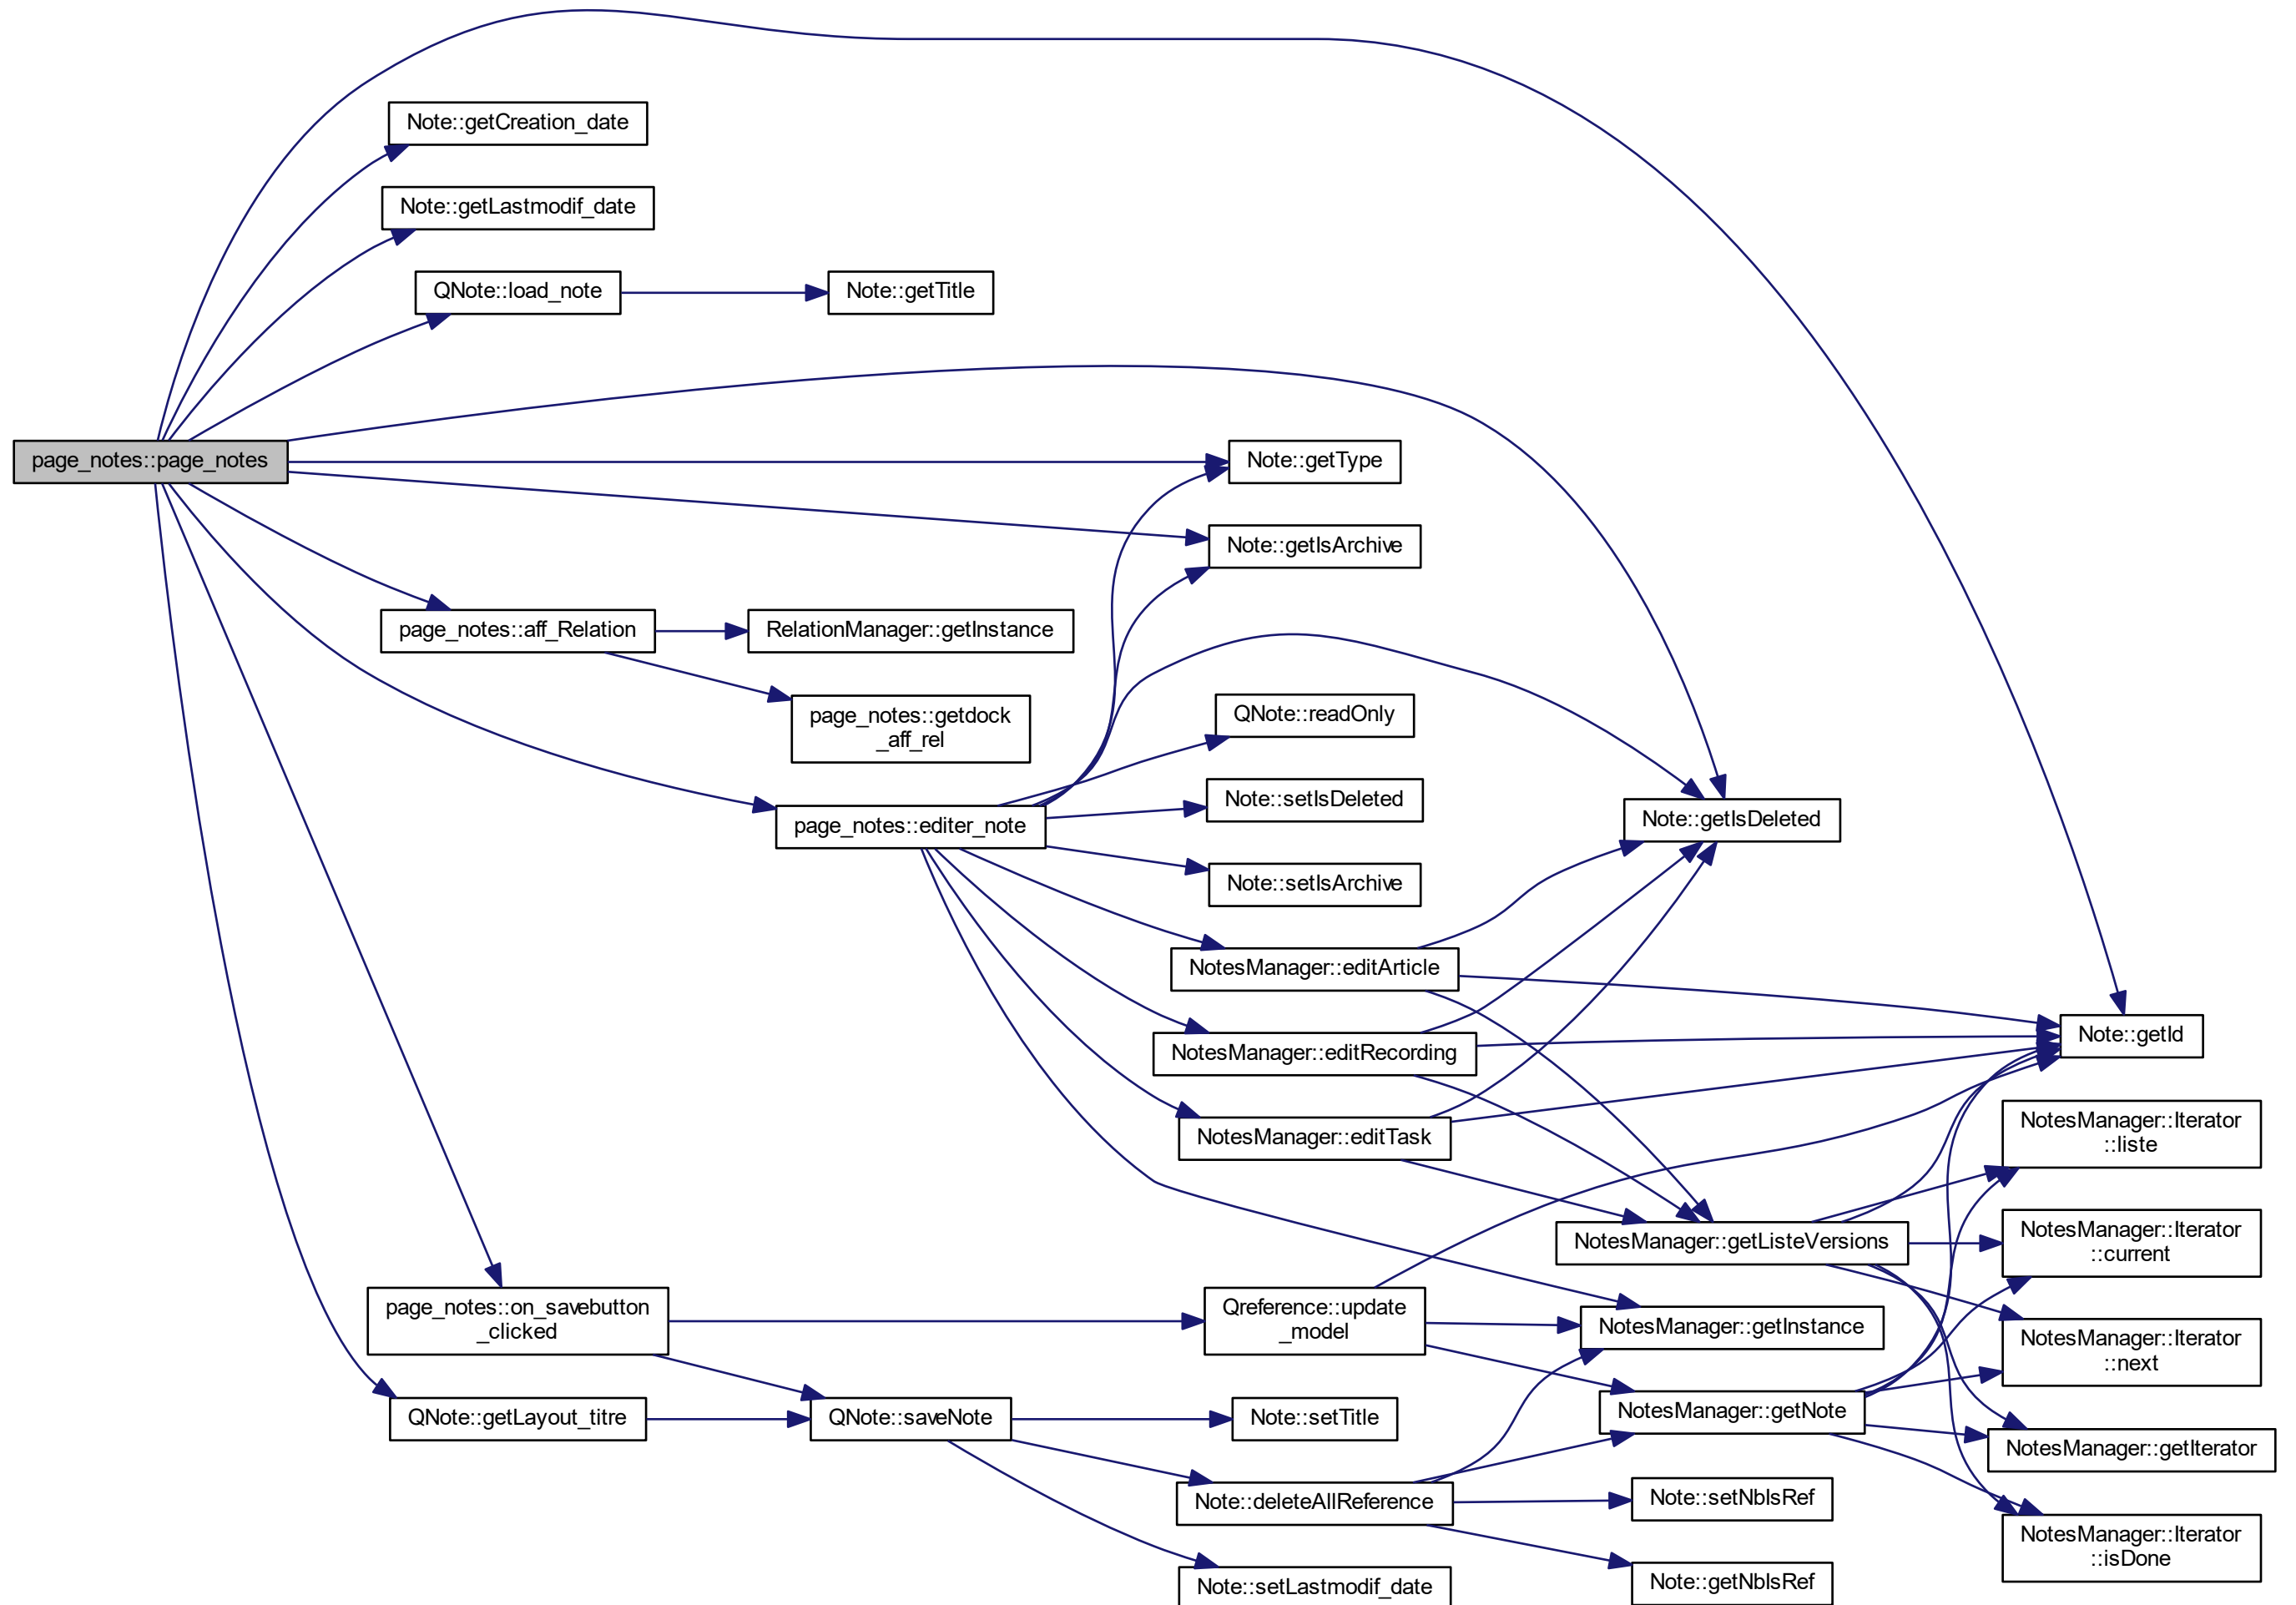 Note::getCreation_date
Note::getLastmodif_date
QNote::load_note
Note::getTitle
page_notes::page_notes
Note::getType
Note::getIsArchive
page_notes::aff_Relation
RelationManager::getInstance
page_notes::getdock
_aff_rel
QNote::readOnly
Note::setIsDeleted
page_notes::editer_note
Note::getIsDeleted
Note::setIsArchive
NotesManager::editArticle
NotesManager::editRecording
Note::getId
NotesManager::editTask
NotesManager::Iterator
::liste
NotesManager::getListeVersions
NotesManager::Iterator
::current
page_notes::on_savebutton
_clicked
Qreference::update
_model
NotesManager::getInstance
NotesManager::Iterator
::next
QNote::getLayout_titre
QNote::saveNote
Note::setTitle
NotesManager::getNote
NotesManager::getIterator
Note::deleteAllReference
Note::setNbIsRef
NotesManager::Iterator
::isDone
Note::setLastmodif_date
Note::getNbIsRef